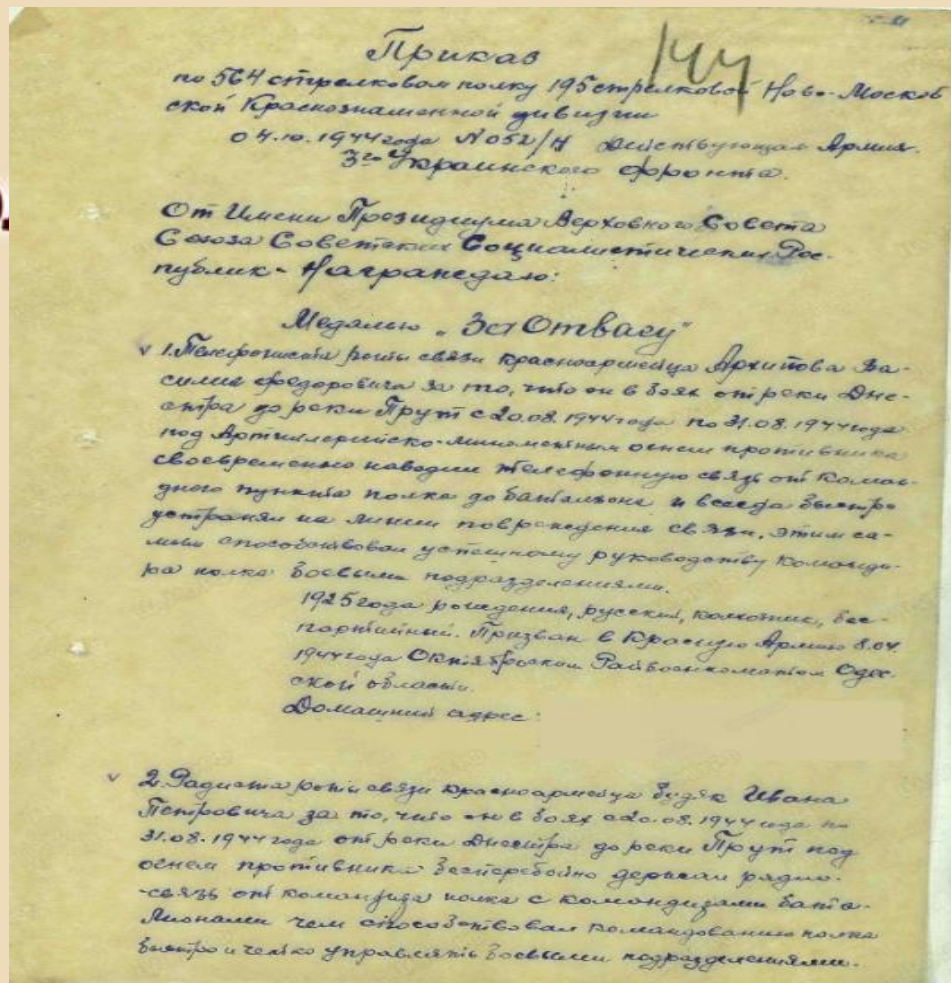 144
Приказ
по 564 стрелковом полку 195 стрелковой Ново-Москов
ской Краснознаменной дивизии
04.10.1944 года №052/Н Действующая Армия.
3го Украинского фронта.
От Имени Президиума Верховного Совета
Союза Советских Социалистических Рес-
публик - Награждаю:
Медалью „За Отвагу"
v 1. Телефониста роты связи красноармейца Архипова Ва-
силия Федоровича за то, что он в боях от реки Дне-
стра до реки Прут с 20.08.1944 года по 31.08.1944 года
под Артиллерийско-минометным огнем противника
своевременно наводил телефонную связь от коман-
дного пункта полка до батальона и всегда быстро
устранял на линии повреждения связи, этим са-
мым способствовал успешному руководству команди-
ра полка боевыми подразделениями.
1925 года рождения, русский, колхозник, бес-
партийный. Призван в Красную Армию 8.04.
1944 года Октябрьским Райвоенкоматом Одес-
ской области.
Домашний адрес:
v 2. Радиста роты связи красноармейца Будяк Ивана
Петровича за то, что он в боях с 20.08.1944 года по
31.08.1944 года от реки Днестра до реки Прут под
огнем противника бесперебойно держал радио-
-связь от командира полка с командирами бата-
лионами чем способствовал командованию полка
быстро и четко управлять боевыми подразделениями.